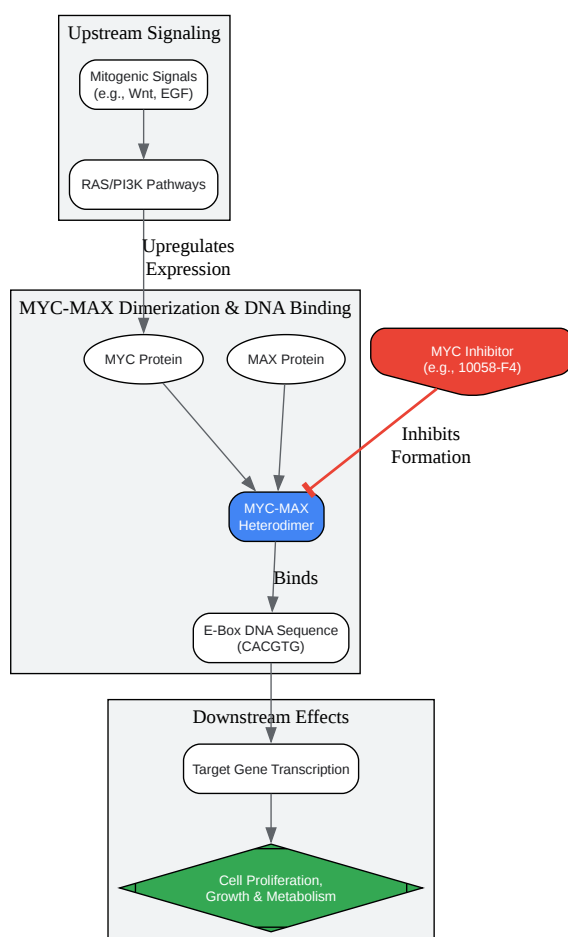 Upstream Signaling
Mitogenic Signals
(e.g., Wnt, EGF)
RAS/PI3K Pathways
Upregulates
Expression
MYC-MAX Dimerization & DNA Binding
MYC Protein
MAX Protein
MYC Inhibitor
(e.g., 10058-F4)
Inhibits
Formation
MYC-MAX
Heterodimer
Binds
E-Box DNA Sequence
(CACGTG)
Downstream Effects
Target Gene Transcription
Cell Proliferation,
Growth & Metabolism